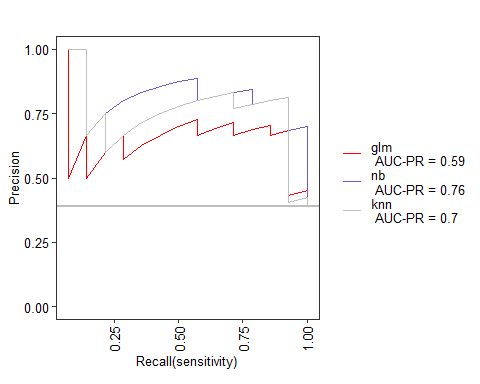 1.00
0.75
0.50
0.25
0.00
Precision
0.25
0.50
0.75
1.00
Recall(sensitivity)
glm
AUC-PR = 0.59
nb
AUC-PR = 0.76
knn
AUC-PR = 0.7